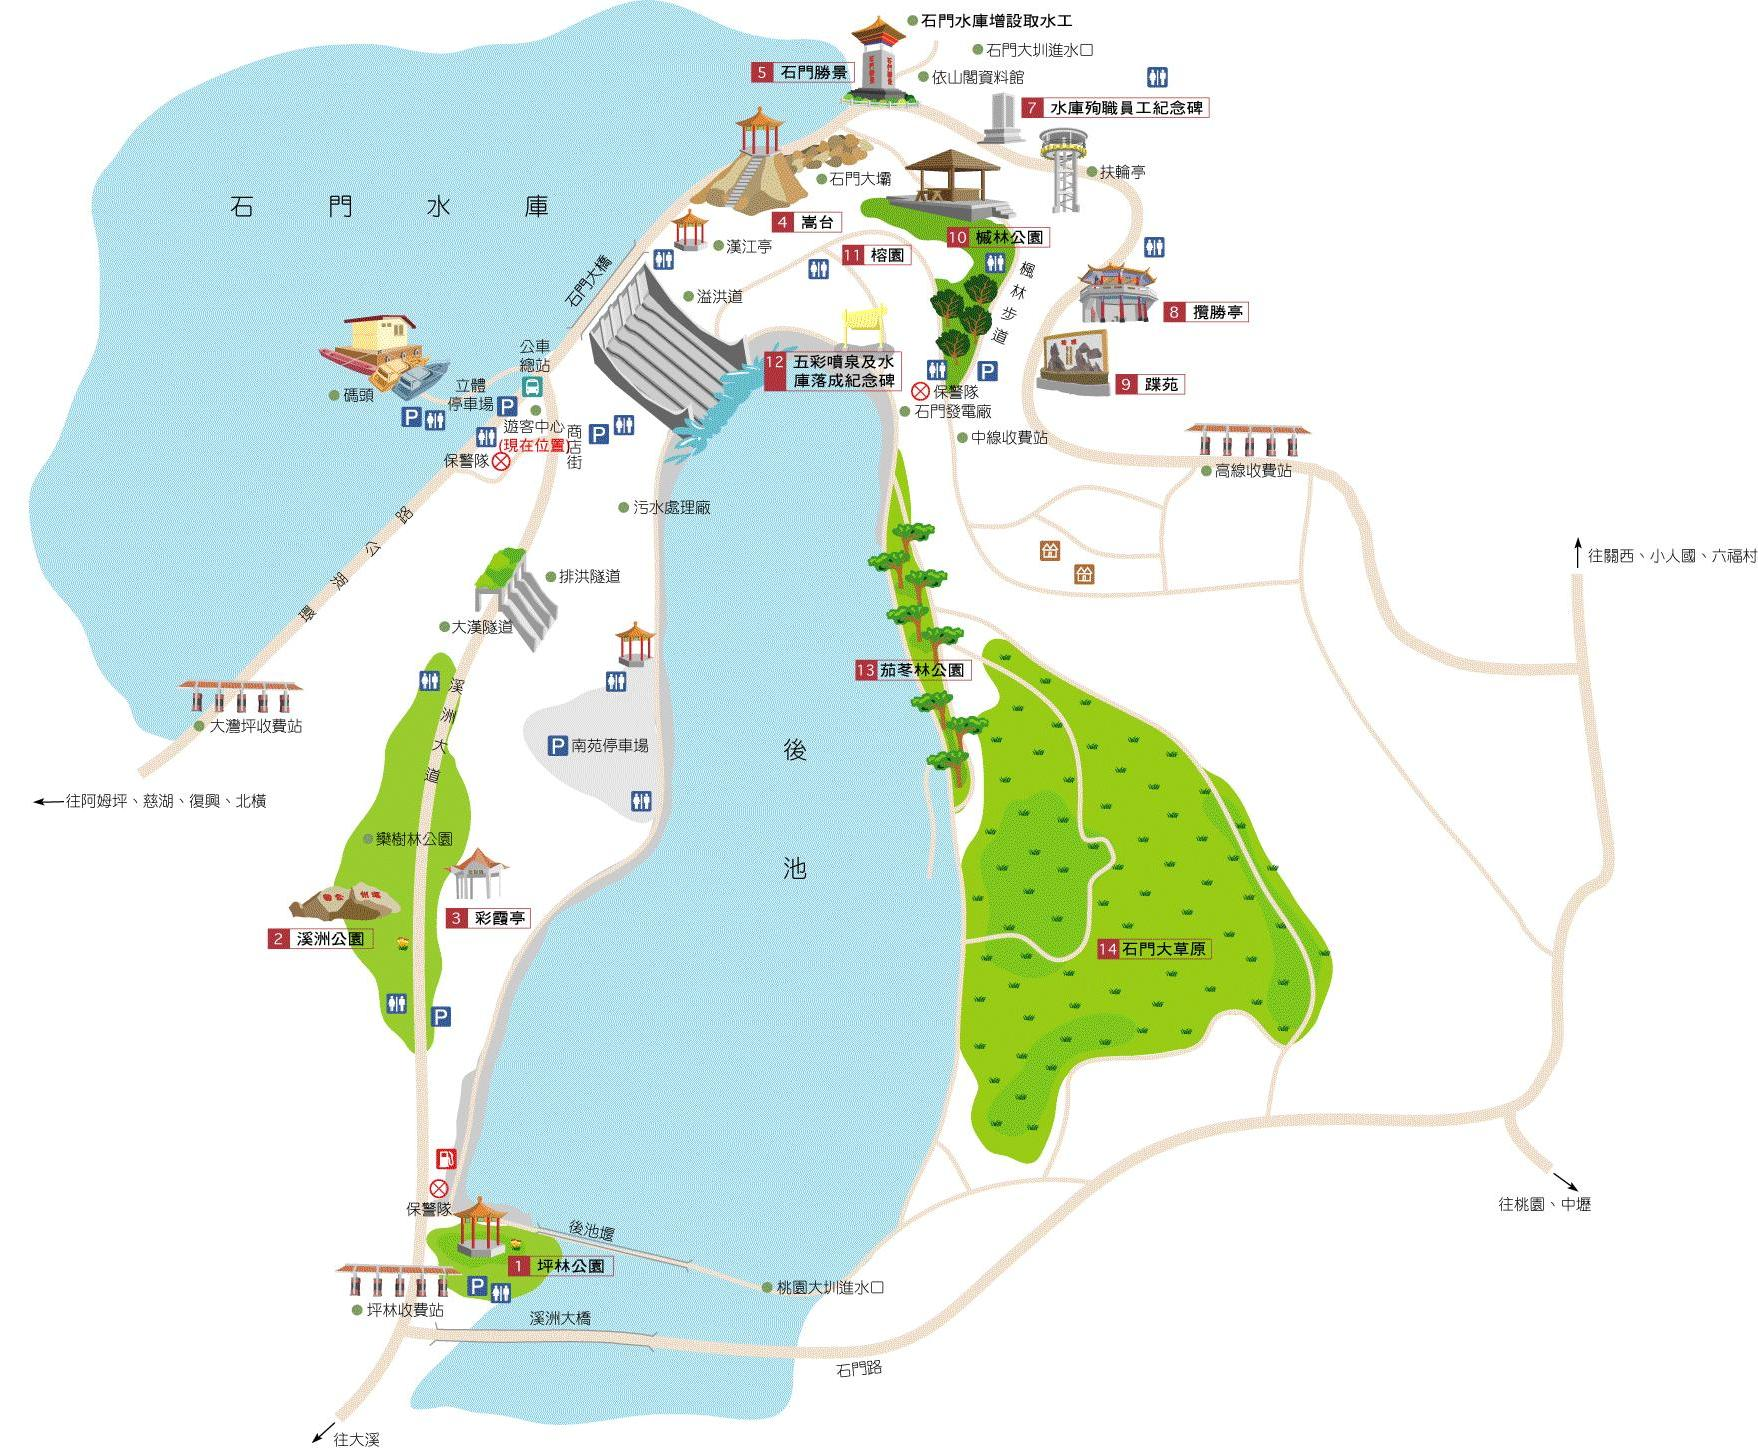 石門水庫增設取水工
石門大圳進水口
5 石門勝景
依山閣資料館
7 水庫殉職員工紀念碑
扶輪亭
石門大壩
石門水庫
4 嵩台
10 槭林公園
漢江亭
11 榕園
石門大橋
楓林步道
溢洪道
8 攬勝亭
公車
總站
12 五彩噴泉及水
庫落成紀念碑
9 蹀苑
碼頭
立體
停車場
P
P
P
保警隊
石門發電廠
遊客中心
(現在位置)
商店街
P
中線收費站
保警隊
高線收費站
污水處理廠
環湖公路
往關西、小人國、六福村
排洪隧道
大漢隧道
13 茄苳林公園
溪洲大道
大灣坪收費站
P 南苑停車場
後池
往阿姆坪、慈湖、復興、北橫
欒樹林公園
3 彩霞亭
2 溪洲公園
14 石門大草原
P
保警隊
往桃園、中壢
後池堰
1 坪林公園
P
桃園大圳進水口
坪林收費站
溪洲大橋
石門路
往大溪